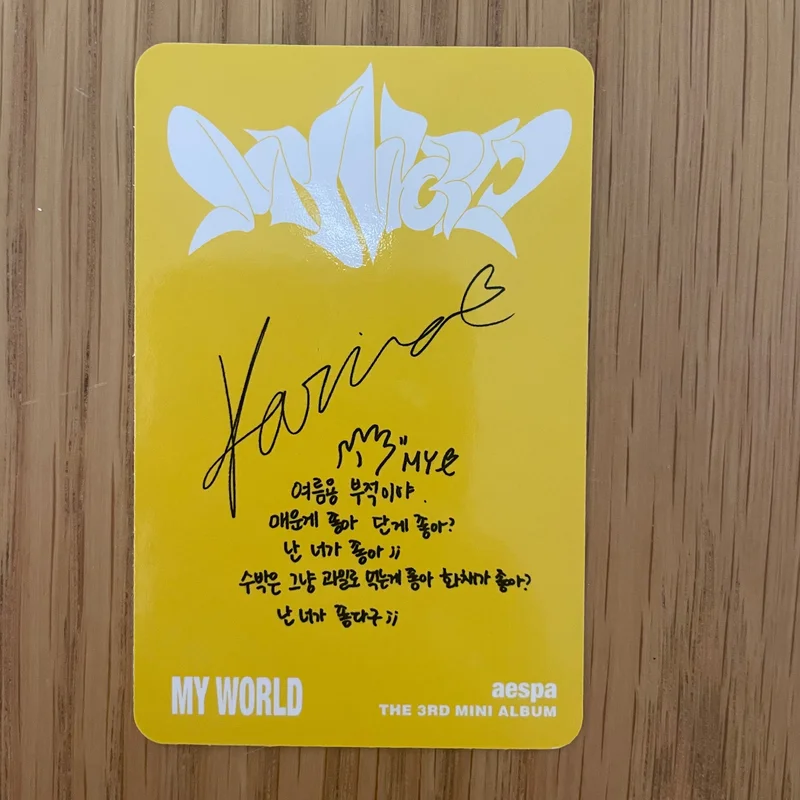 MY WORLD
Karina
"MY
여름용 부적이야.
매운게 좋아 단게 좋아?
난 너가 좋아ㅠ
수박은 그냥 과일로 먹는게 좋아 화채가 좋아?
난 너가 좋다구ㅠ
MY WORLD
aespa
THE 3RD MINI ALBUM